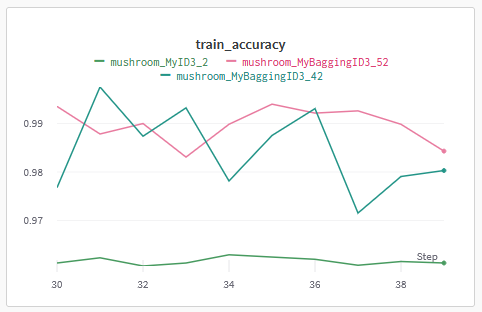 train_accuracy
mushroom_MyID3_2 mushroom_MyBaggingID3_52
mushroom_MyBaggingID3_42
0.99
0.98
0.97
Step
30 32 34 36 38